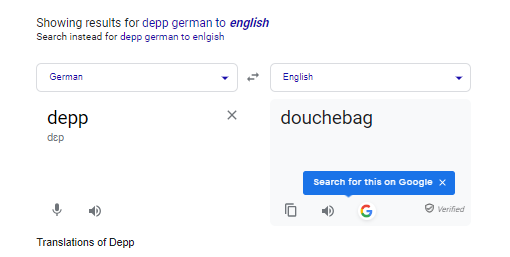 Showing results for depp german to english
Search instead for depp german to enlgish
German English
depp douchebag
dɛp
Search for this on Google ×
G Verified
Translations of Depp